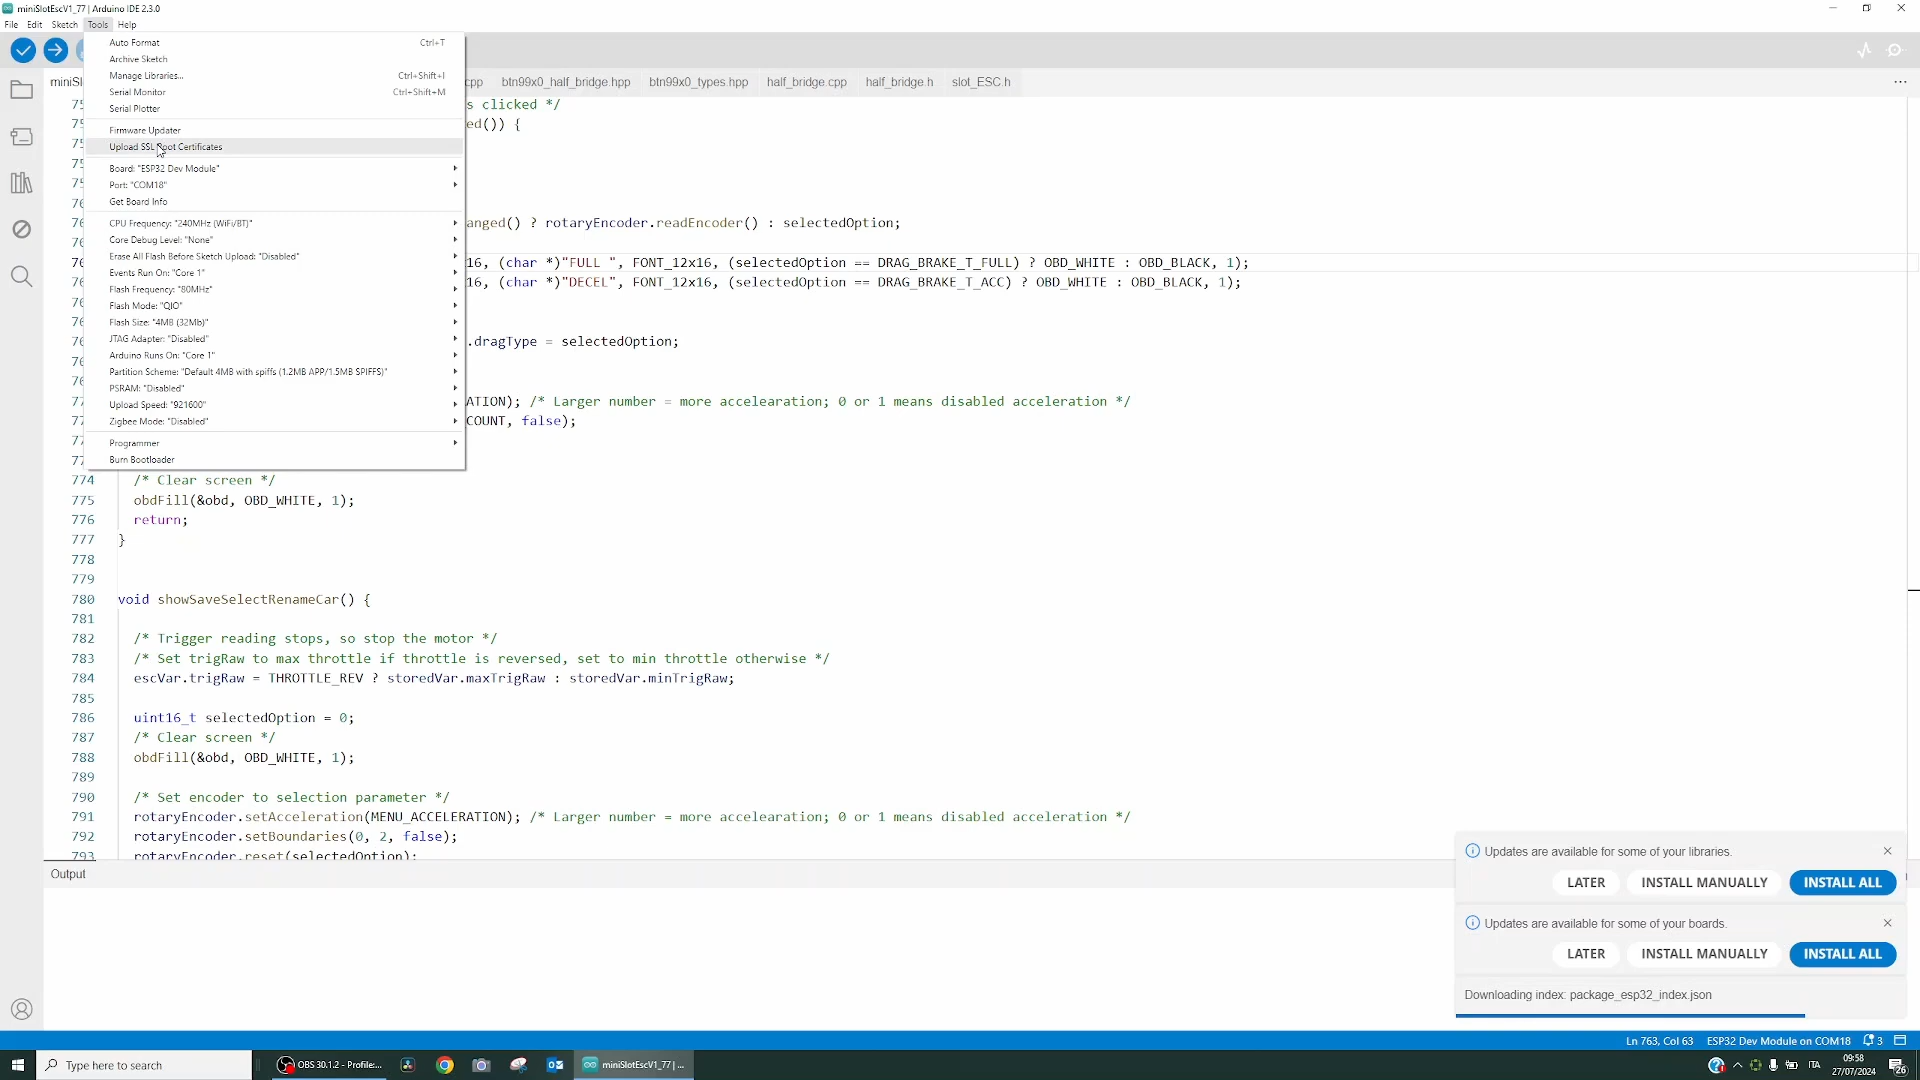 miniSlotEscV1_77 | Arduino IDE 2.3.0
File Edit Sketch Tools Help
Auto Format Ctrl+T
Archive Sketch
Manage Libraries... Ctrl+Shift+I
Serial Monitor Ctrl+Shift+M
Serial Plotter
Firmware Updater
Upload SSL Root Certificates
Board: "ESP32 Dev Module"
Port: "COM18"
Get Board Info
CPU Frequency: "240MHz (WiFi/BT)"
Core Debug Level: "None"
Erase All Flash Before Sketch Upload: "Disabled"
Events Run On: "Core 1"
Flash Frequency: "80MHz"
Flash Mode: "QIO"
Flash Size: "4MB (32Mb)"
JTAG Adapter: "Disabled"
Arduino Runs On: "Core 1"
Partition Scheme: "Default 4MB with spiffs (1.2MB APP/1.5MB SPIFFS)"
PSRAM: "Disabled"
Upload Speed: "921600"
Zigbee Mode: "Disabled"
Programmer
Burn Bootloader
miniSl cpp btn99x0_half_bridge.hpp btn99x0_types.hpp half_bridge.cpp half_bridge.h slot_ESC.h ...
s clicked */
ed()) {
anged() ? rotaryEncoder.readEncoder() : selectedOption;
16, (char *)"FULL ", FONT_12x16, (selectedOption == DRAG_BRAKE_T_FULL) ? OBD_WHITE : OBD_BLACK, 1);
16, (char *)"DECEL", FONT_12x16, (selectedOption == DRAG_BRAKE_T_ACC) ? OBD_WHITE : OBD_BLACK, 1);
.dragType = selectedOption;
ATION); /* Larger number = more accelearation; 0 or 1 means disabled acceleration */
COUNT, false);
774 /* Clear screen */
775 obdFill(&obd, OBD_WHITE, 1);
776 return;
777 }
778
779
780 void showSaveSelectRenameCar() {
781
782 /* Trigger reading stops, so stop the motor */
783 /* Set trigRaw to max throttle if throttle is reversed, set to min throttle otherwise */
784 escVar.trigRaw = THROTTLE_REV ? storedVar.maxTrigRaw : storedVar.minTrigRaw;
785
786 uint16_t selectedOption = 0;
787 /* Clear screen */
788 obdFill(&obd, OBD_WHITE, 1);
789
790 /* Set encoder to selection parameter */
791 rotaryEncoder.setAcceleration(MENU_ACCELERATION); /* Larger number = more accelearation; 0 or 1 means disabled acceleration */
792 rotaryEncoder.setBoundaries(0, 2, false);
793 rotaryEncoder.reset(selectedOption);
Output
Updates are available for some of your libraries.
LATER INSTALL MANUALLY INSTALL ALL
Updates are available for some of your boards.
LATER INSTALL MANUALLY INSTALL ALL
Downloading index: package_esp32_index.json
Ln 763, Col 63 ESP32 Dev Module on COM18 3
Type here to search
OBS 30.1.2 - Profile:...
miniSlotEscV1_77 | ...
ITA
09:58
27/07/2024
26